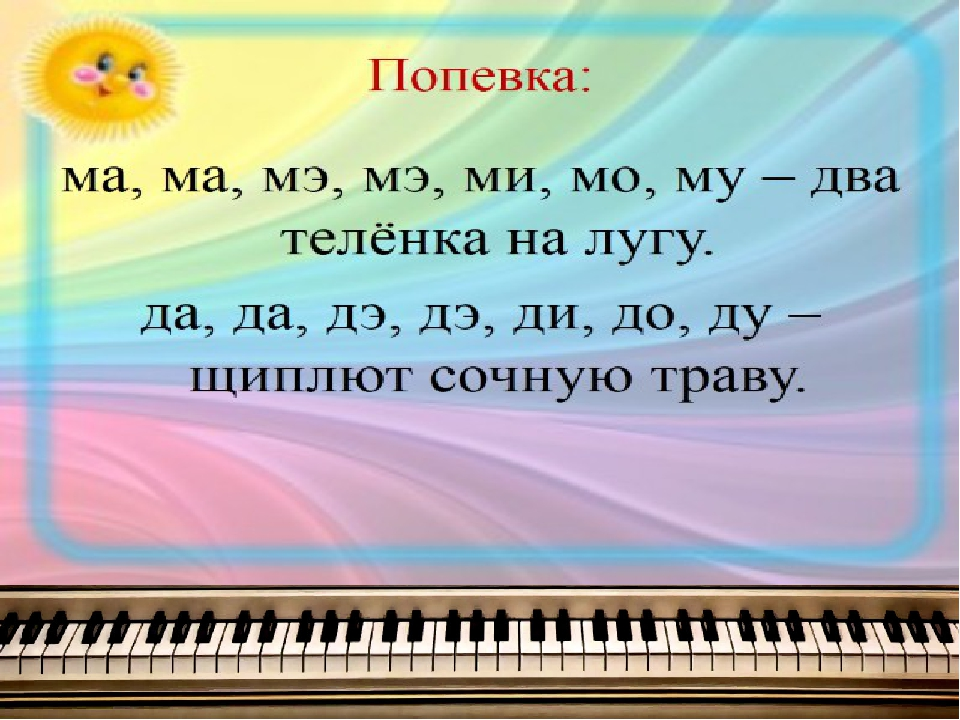 Попевка:
ма, ма, мэ, мэ, ми, мо, му – два
телёнка на лугу.
да, да, дэ, дэ, ди, до, ду –
щиплют сочную траву.